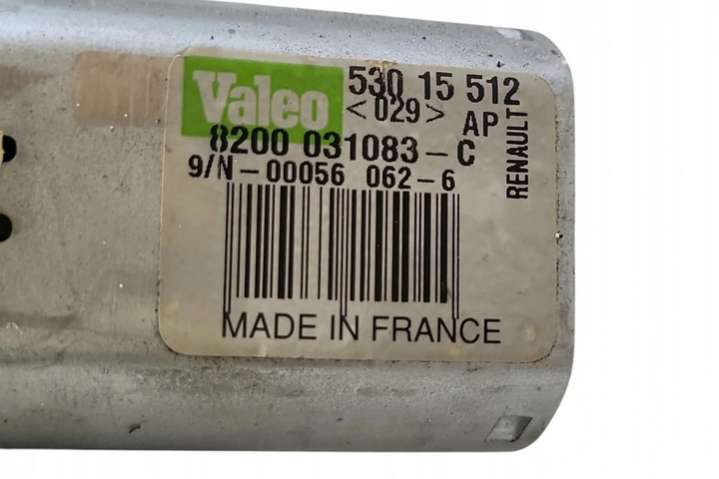 Valeo 530 15 512
<029> AP
8200 031083-C
9/N-00056 062-6
RENAULT
MADE IN FRANCE